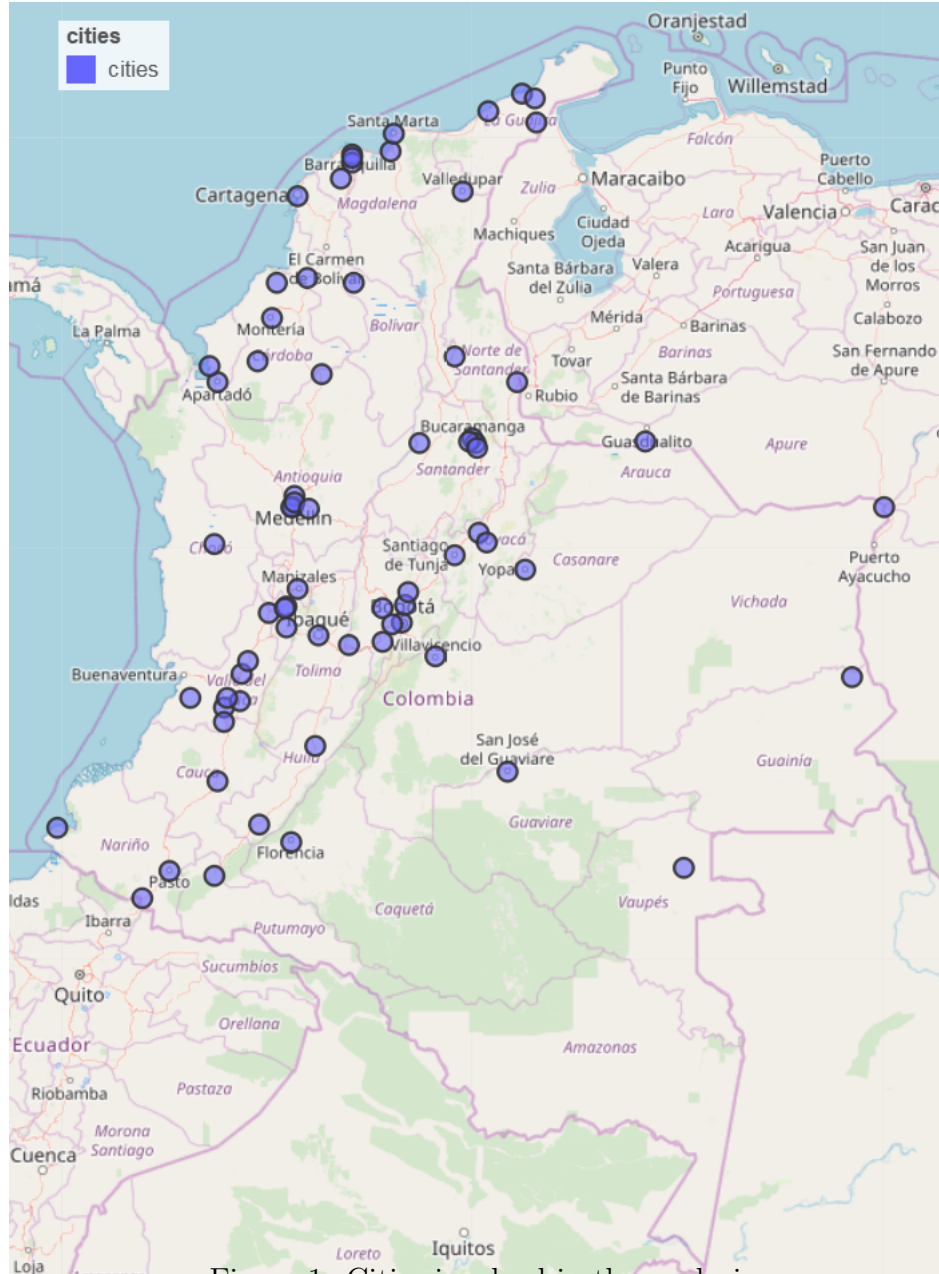 cities
cities
Oranjestad
Punto
Fijo
Willemstad
Santa Marta
La Guajira
Falcón
Barranquilla
Valledupar
Zulia
Maracaibo
Puerto
Cabello
Cartagena
Magdalena
Ciudad
Ojeda
Lara
Valencia
Carac
Machiques
Acarigua
San Juan
de los
Morros
El Carmen
de Bolívar
Santa Bárbara
del Zulia
Valera
Portuguesa
amá
La Palma
Montería
Bolívar
Mérida
Barinas
Calabozo
Córdoba
Norte de
Santander
Tovar
Barinas
San Fernando
de Apure
Apartadó
Rubio
Santa Bárbara
de Barinas
Bucaramanga
Guasdualito
Apure
Santander
Arauca
Antioquia
Medellín
Chocó
Santiago
de Tunja
Boyacá
Yopal
Casanare
Puerto
Ayacucho
Manizales
Ibagué
Bogotá
Vichada
Villavicencio
Buenaventura
Valle del
Tolima
Colombia
San José
del Guaviare
Huila
Cauca
Guainía
Nariño
Florencia
Guaviare
Pasto
Caquetá
Vaupés
ldas
Ibarra
Putumayo
Sucumbios
Quito
Orellana
Ecuador
Amazonas
Riobamba
Pastaza
Morona
Santiago
Cuenca
Iquitos
Loja
Loreto